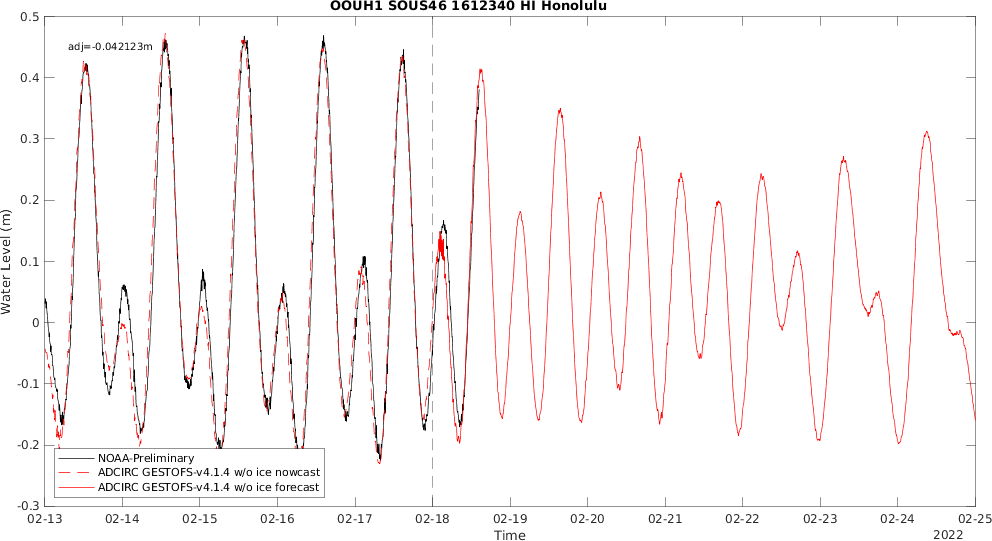 OOUH1 SOUS46 1612340 HI Honolulu
0.5
adj=-0.042123m
0.4
0.3
0.2
0.1
0
-0.1
-0.2
-0.3
Water Level (m)
NOAA-Preliminary
ADCIRC GESTOFS-v4.1.4 w/o ice nowcast
ADCIRC GESTOFS-v4.1.4 w/o ice forecast
02-13 02-14 02-15 02-16 02-17 02-18 02-19 02-20 02-21 02-22 02-23 02-24 02-25
Time
2022